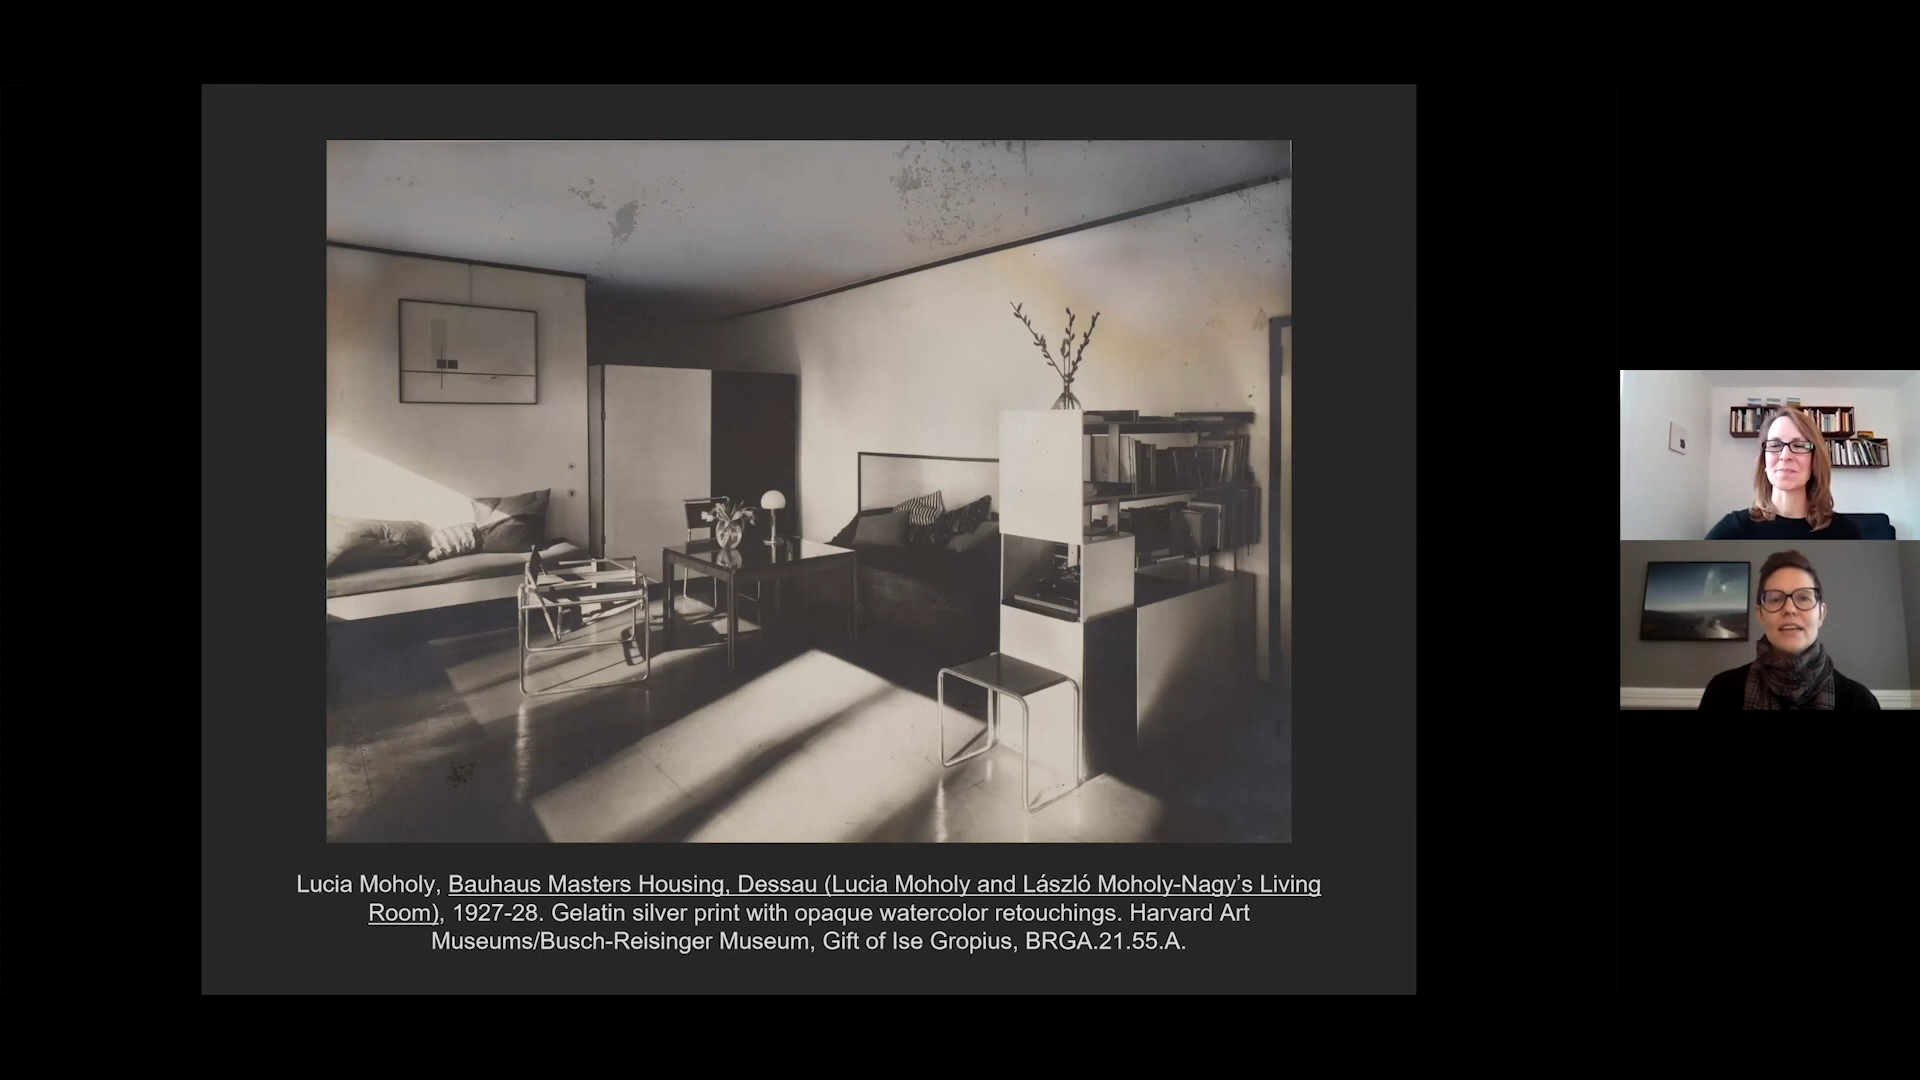 Lucia Moholy, Bauhaus Masters Housing, Dessau (Lucia Moholy and László Moholy-Nagy’s Living
Room), 1927-28. Gelatin silver print with opaque watercolor retouchings. Harvard Art
Museums/Busch-Reisinger Museum, Gift of Ise Gropius, BRGA.21.55.A.